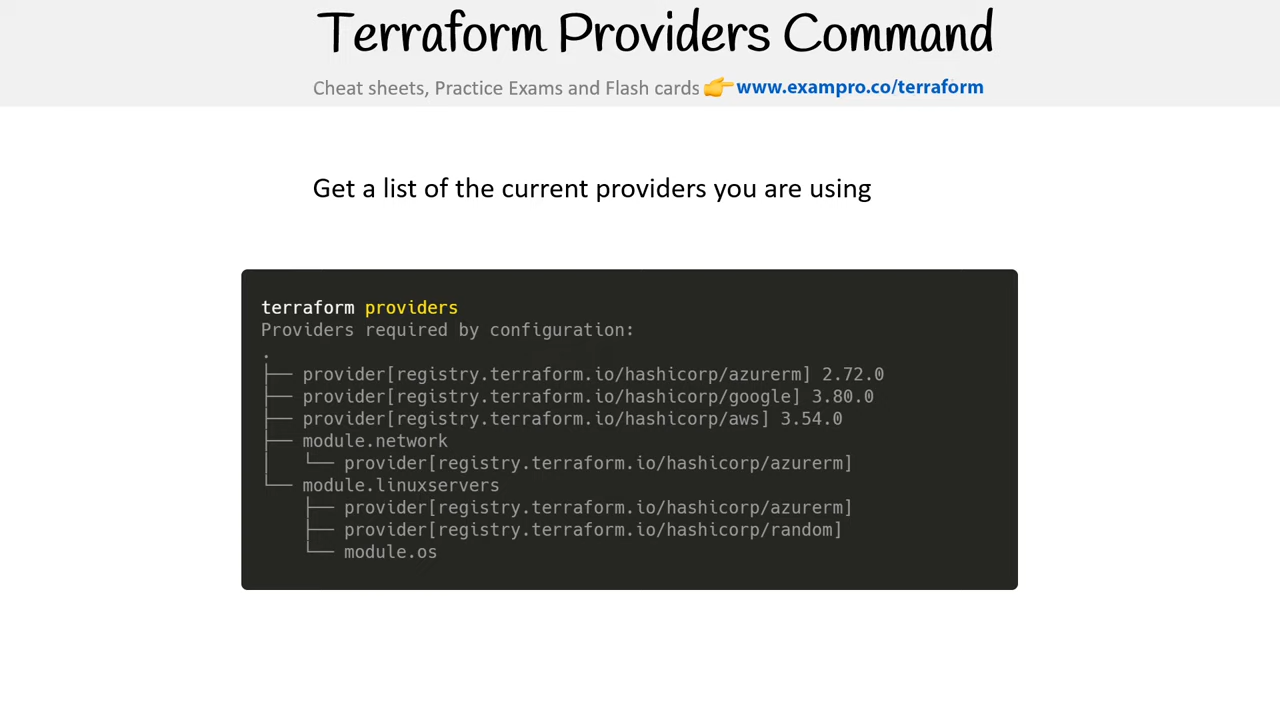 Terraform Providers Command
Cheat sheets, Practice Exams and Flash cards 👉 www.exampro.co/terraform
Get a list of the current providers you are using
terraform providers
Providers required by configuration:
.
├── provider[registry.terraform.io/hashicorp/azurerm] 2.72.0
├── provider[registry.terraform.io/hashicorp/google] 3.80.0
├── provider[registry.terraform.io/hashicorp/aws] 3.54.0
├── module.network
│   └── provider[registry.terraform.io/hashicorp/azurerm]
└── module.linuxservers
    ├── provider[registry.terraform.io/hashicorp/azurerm]
    ├── provider[registry.terraform.io/hashicorp/random]
    └── module.os